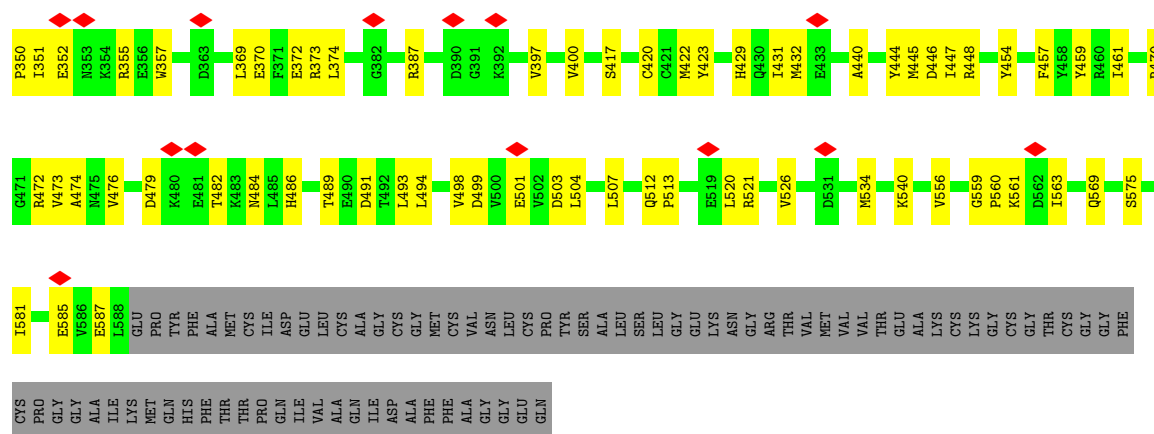 P350 I351 E352 N353 K354 R355 E356 W357 D363 L369 E370 F371 E372 R373 L374 G382 R387 D390 G391 K392 V397 V400 S417 C420 C421 M422 Y423 H429 Q430 I431 M432 E433 A440 Y444 M445 D446 I447 R448 Y454 F457 Y458 Y459 R460 I461
G471 R472 V473 A474 N475 V476 D479 K480 E481 T482 K483 N484 L485 H486 T489 E490 D491 T492 L493 L494 V498 D499 V500 E501 V502 D503 L504 L507 Q512 P513 E519 L520 R521 V526 D531 M534 K540 V556 G559 P560 K561 D562 I563 Q569 S575
I581 E585 V586 E587 L588 GLU PRO TYR PHE ALA MET CYS ILE ASP GLU LEU CYS ALA GLY CYS GLY MET CYS VAL ASN LEU CYS PRO TYR SER ALA LEU SER LEU GLY GLU LYS ASN GLY ARG THR VAL MET VAL VAL THR GLU ALA LYS CYS LYS GLY CYS GLY THR CYS GLY GLY PHE
CYS PRO GLY GLY ALA ILE LYS MET GLN HIS PHE THR THR PRO GLN ILE VAL ALA GLN ILE ASP ALA PHE PHE ALA GLY GLY GLU GLN